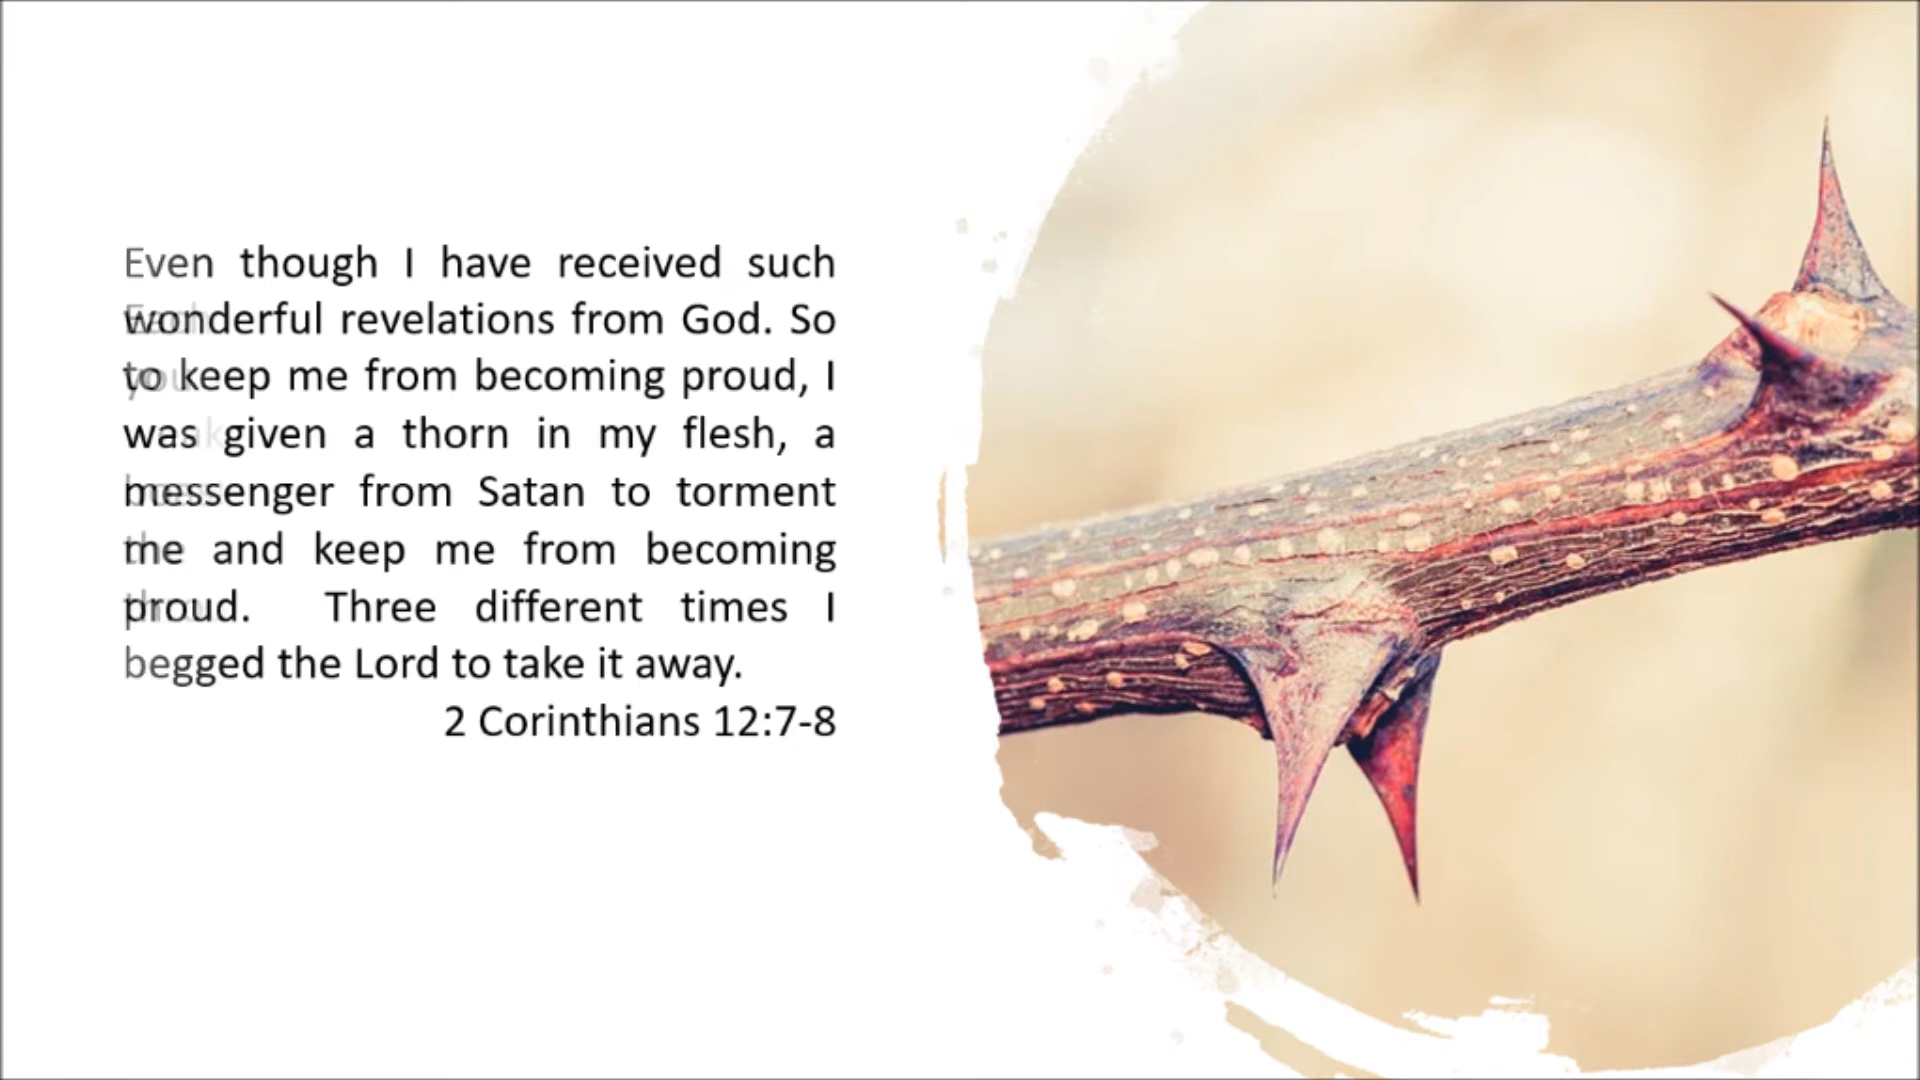 Even though I have received such
wonderful revelations from God. So
to keep me from becoming proud, I
was given a thorn in my flesh, a
messenger from Satan to torment
me and keep me from becoming
proud. Three different times I
begged the Lord to take it away.
2 Corinthians 12:7-8